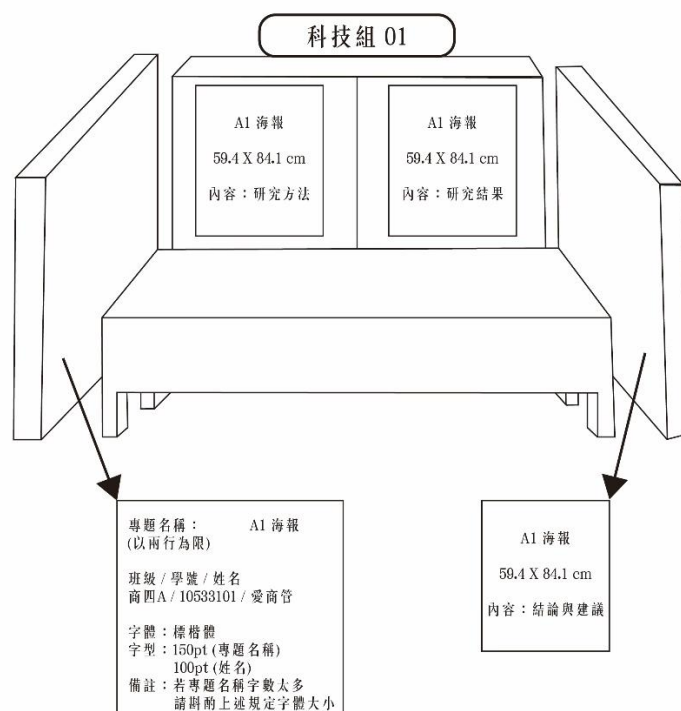 科技組 01
A1 海報
59.4 X 84.1 cm
內容：研究方法
A1 海報
59.4 X 84.1 cm
內容：研究結果
專題名稱： A1 海報
(以兩行為限)
班級 / 學號 / 姓名
商四A / 10533101 / 愛商管
字體：標楷體
字型：150pt (專題名稱)
100pt (姓名)
備註：若專題名稱字數太多
請斟酌上述規定字體大小
A1 海報
59.4 X 84.1 cm
內容：結論與建議